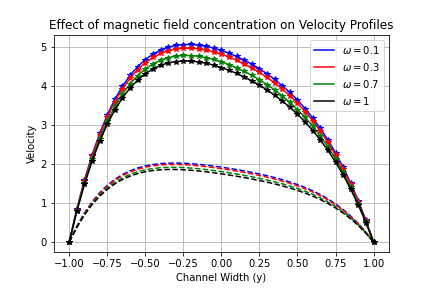 Effect of magnetic field concentration on Velocity Profiles
5
4
3
2
1
0
Velocity
ω = 0.1
ω = 0.3
ω = 0.7
ω = 1
−1.00 −0.75 −0.50 −0.25 0.00 0.25 0.50 0.75 1.00
Channel Width (y)